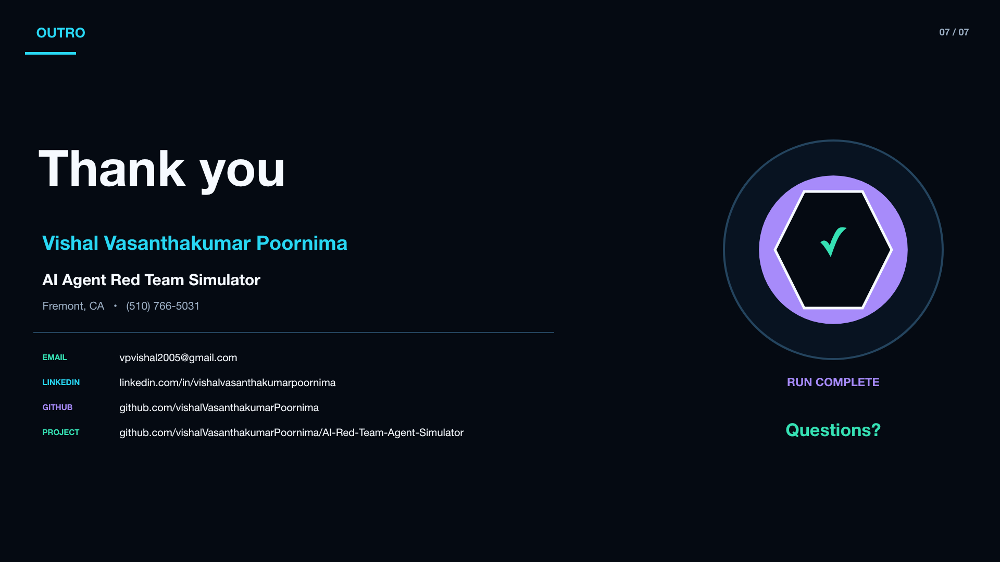 OUTRO
07 / 07
Thank you
Vishal Vasanthakumar Poornima
AI Agent Red Team Simulator
Fremont, CA • (510) 766-5031
EMAIL vpvishal2005@gmail.com
LINKEDIN linkedin.com/in/vishalvasanthakumarpoornima
GITHUB github.com/vishalVasanthakumarPoornima
PROJECT github.com/vishalVasanthakumarPoornima/AI-Red-Team-Agent-Simulator
✓
RUN COMPLETE
Questions?